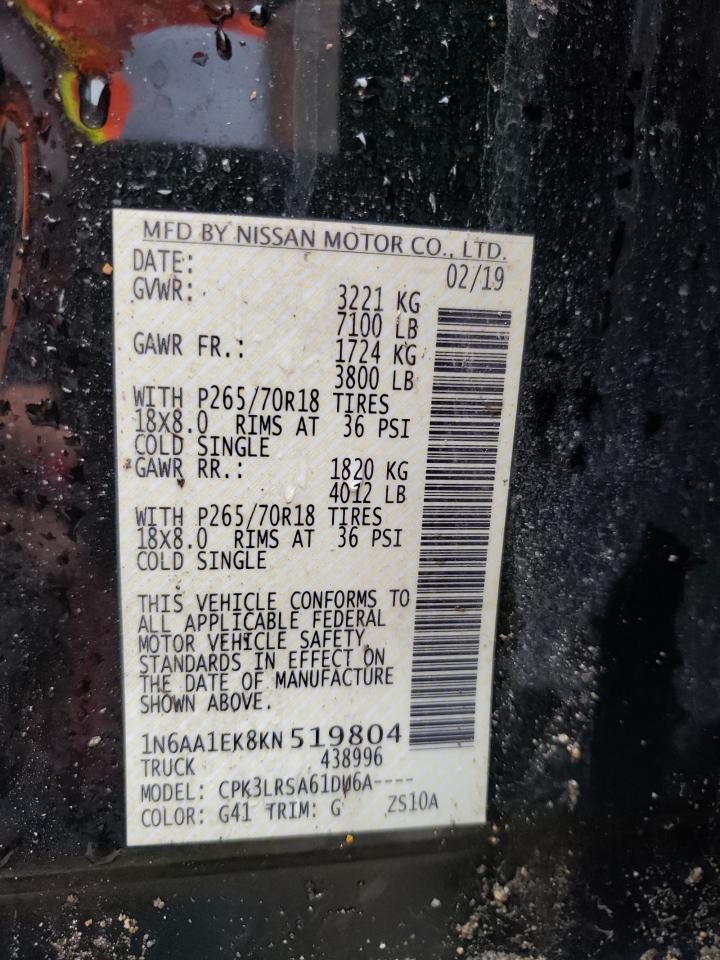 MFD BY NISSAN MOTOR CO., LTD.
DATE: 02/19
GVWR: 3221 KG
7100 LB
GAWR FR.: 1724 KG
3800 LB
WITH P265/70R18 TIRES
18X8.0 RIMS AT 36 PSI
COLD SINGLE
GAWR RR.: 1820 KG
4012 LB
WITH P265/70R18 TIRES
18X8.0 RIMS AT 36 PSI
COLD SINGLE
THIS VEHICLE CONFORMS TO
ALL APPLICABLE FEDERAL
MOTOR VEHICLE SAFETY
STANDARDS IN EFFECT ON
THE DATE OF MANUFACTURE
SHOWN ABOVE.
1N6AA1EK8KN 519804
TRUCK 438996
MODEL: CPK3LRSA61DU6A----
COLOR: G41 TRIM: G ZS10A